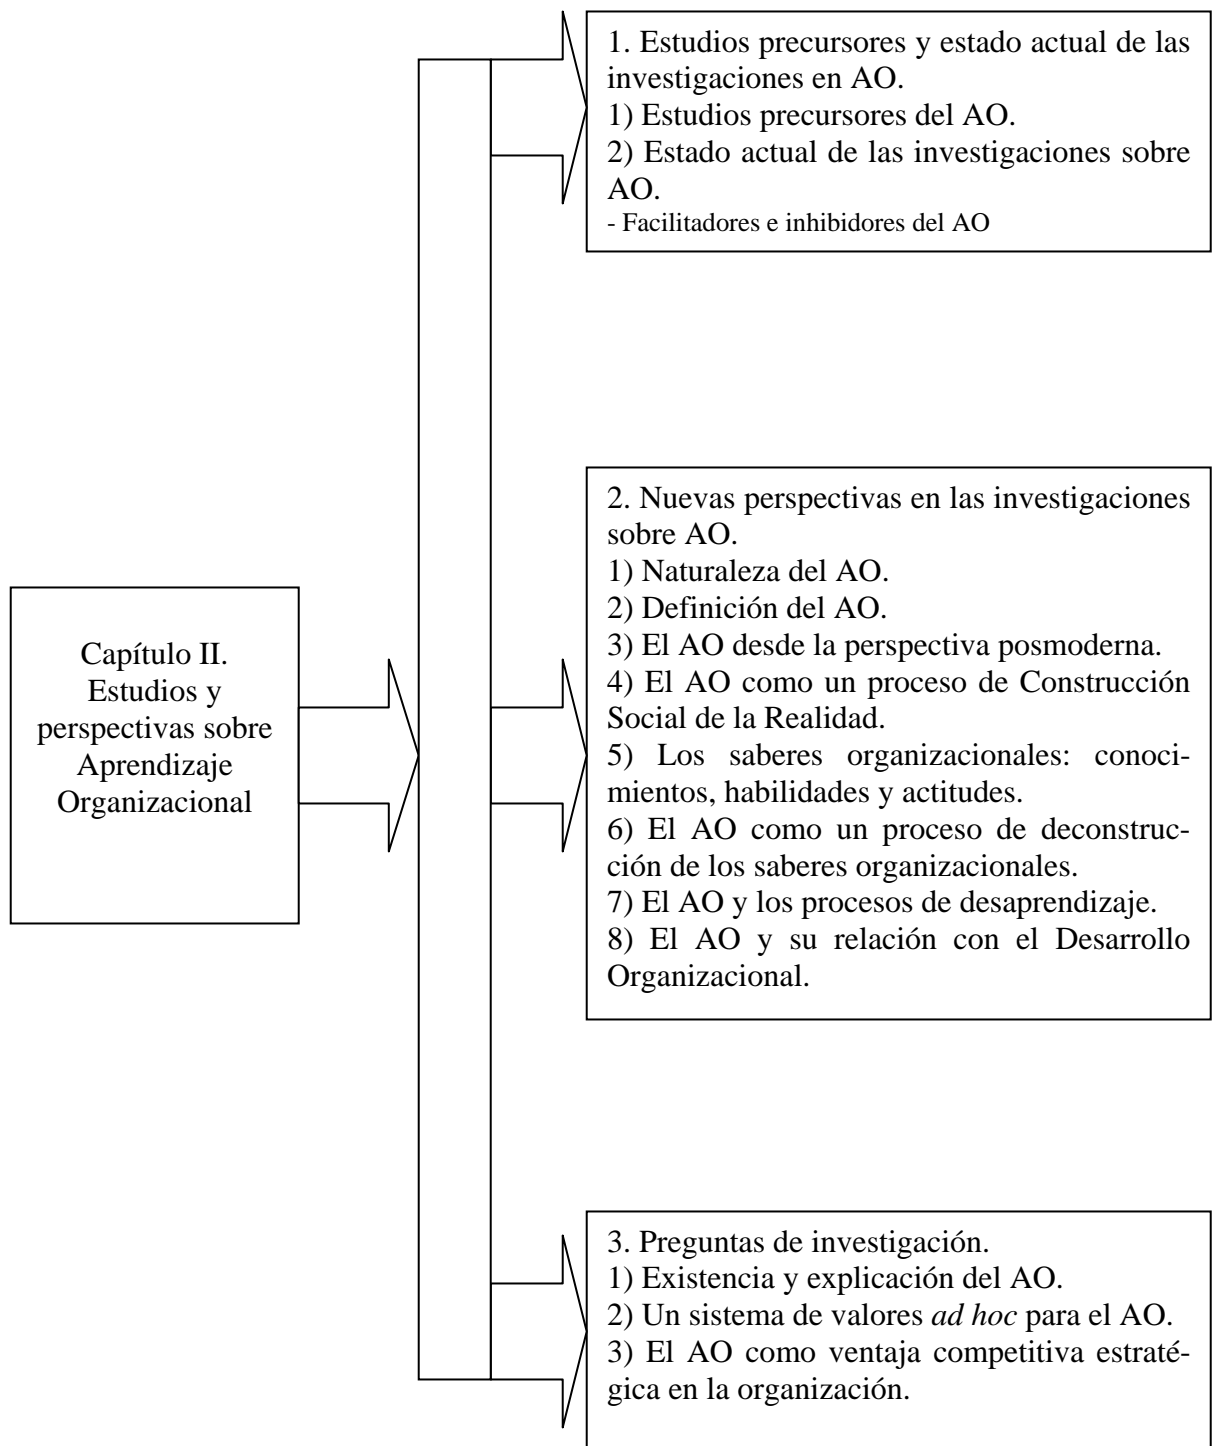 1. Estudios precursores y estado actual de las
investigaciones en AO.
1) Estudios precursores del AO.
2) Estado actual de las investigaciones sobre
AO.
- Facilitadores e inhibidores del AO
Capítulo II.
Estudios y
perspectivas sobre
Aprendizaje
Organizacional
2. Nuevas perspectivas en las investigaciones
sobre AO.
1) Naturaleza del AO.
2) Definición del AO.
3) El AO desde la perspectiva posmoderna.
4) El AO como un proceso de Construcción
Social de la Realidad.
5) Los saberes organizacionales: conoci-
mientos, habilidades y actitudes.
6) El AO como un proceso de deconstruc-
ción de los saberes organizacionales.
7) El AO y los procesos de desaprendizaje.
8) El AO y su relación con el Desarrollo
Organizacional.
3. Preguntas de investigación.
1) Existencia y explicación del AO.
2) Un sistema de valores ad hoc para el AO.
3) El AO como ventaja competitiva estraté-
gica en la organización.